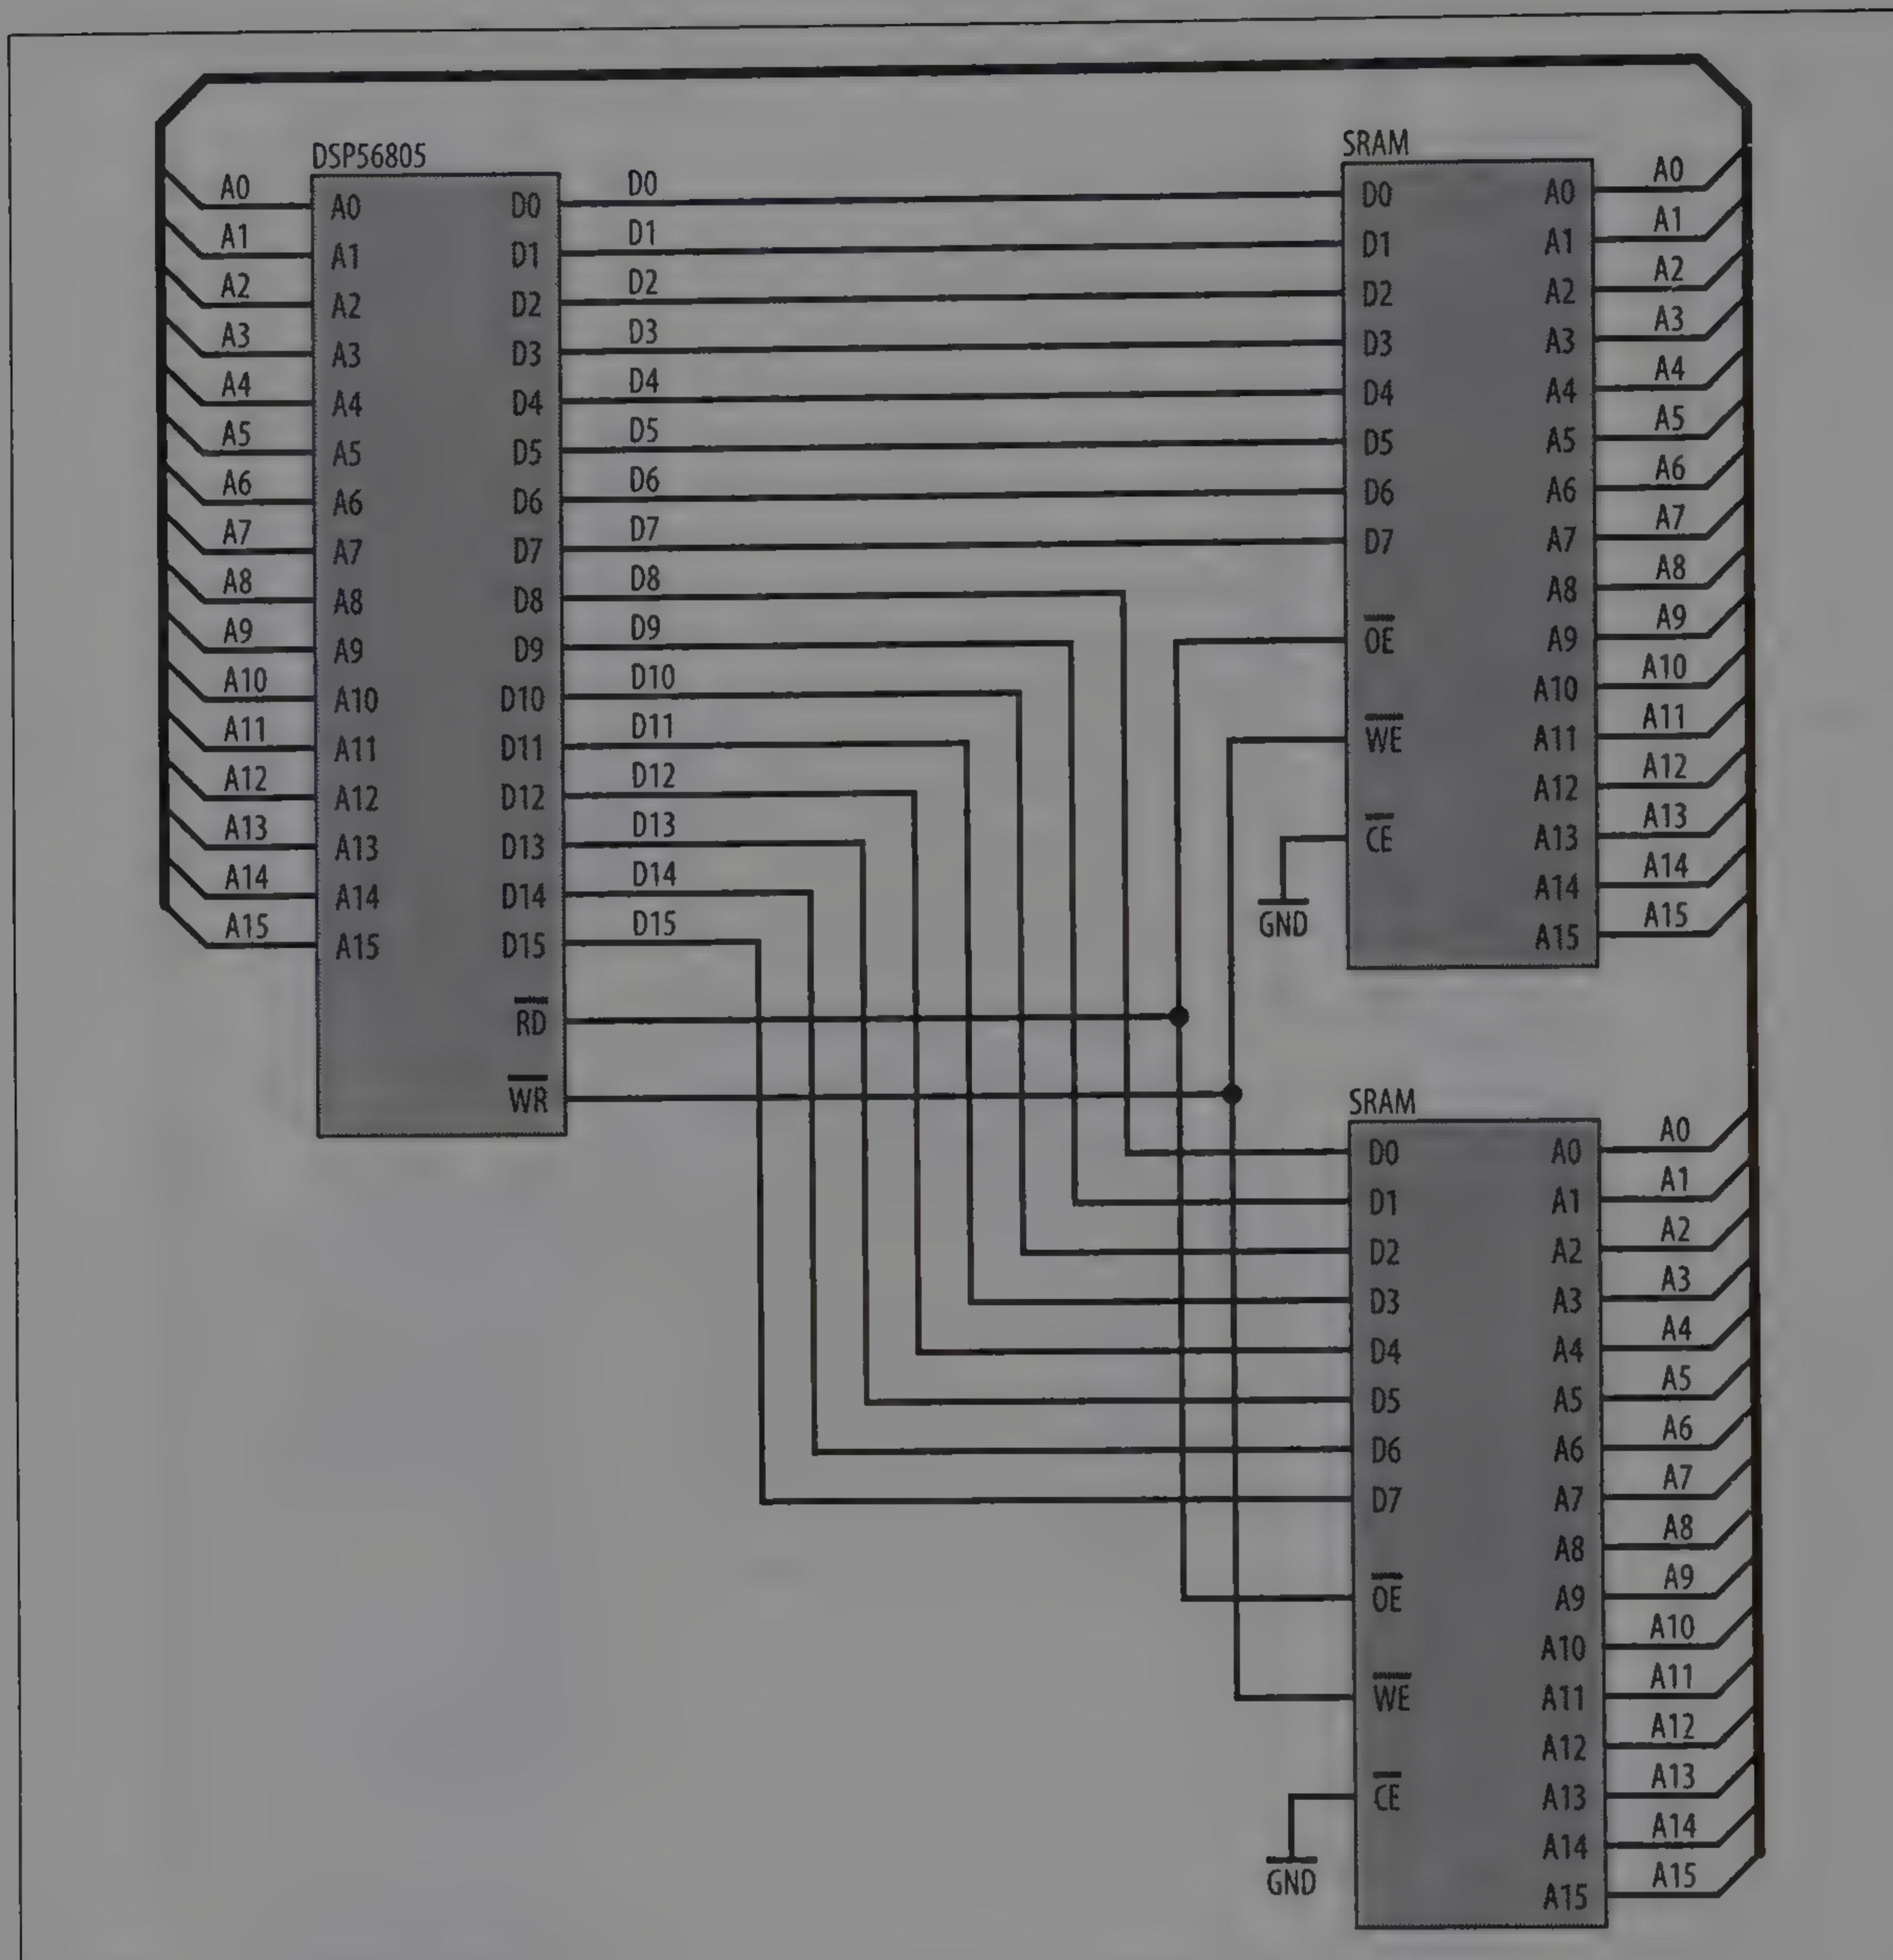 DSP56805
A0 A0 D0 D0
A1 A1 D1 D1
A2 A2 D2 D2
A3 A3 D3 D3
A4 A4 D4 D4
A5 A5 D5 D5
A6 A6 D6 D6
A7 A7 D7 D7
A8 A8 D8 D8
A9 A9 D9 D9
A10 A10 D10 D10
A11 A11 D11 D11
A12 A12 D12 D12
A13 A13 D13 D13
A14 A14 D14 D14
A15 A15 D15 D15
RD
WR
SRAM
D0 A0 A0
D1 A1 A1
D2 A2 A2
D3 A3 A3
D4 A4 A4
D5 A5 A5
D6 A6 A6
D7 A7 A7
A8 A8
OE A9 A9
A10 A10
WE A11 A11
A12 A12
CE A13 A13
A14 A14
GND A15 A15
SRAM
D0 A0 A0
D1 A1 A1
D2 A2 A2
D3 A3 A3
D4 A4 A4
D5 A5 A5
D6 A6 A6
D7 A7 A7
A8 A8
OE A9 A9
A10 A10
WE A11 A11
A12 A12
CE A13 A13
A14 A14
GND A15 A15